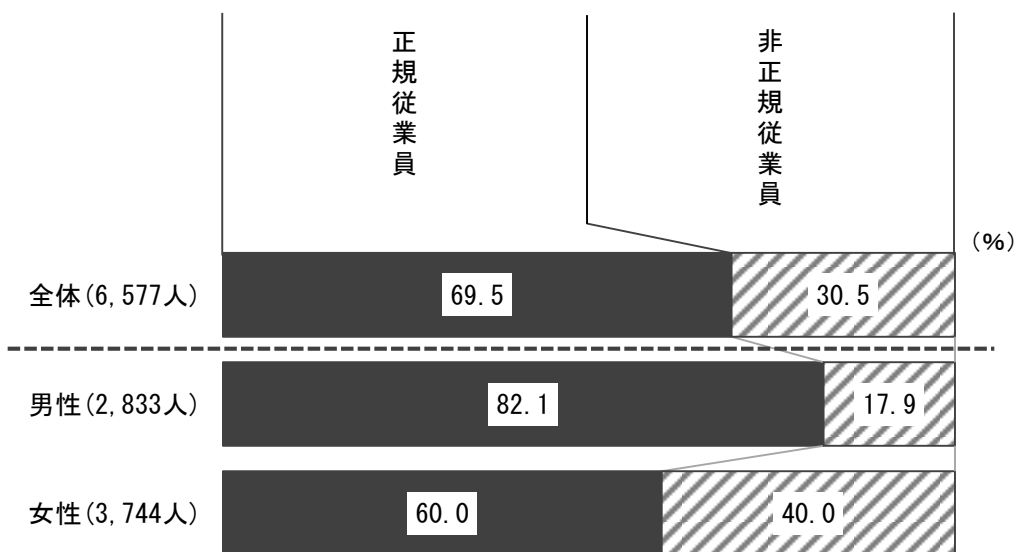 正規従業員
非正規従業員
(%)
全体(6,577人)
69.5
30.5
男性(2,833人)
82.1
17.9
女性(3,744人)
60.0
40.0